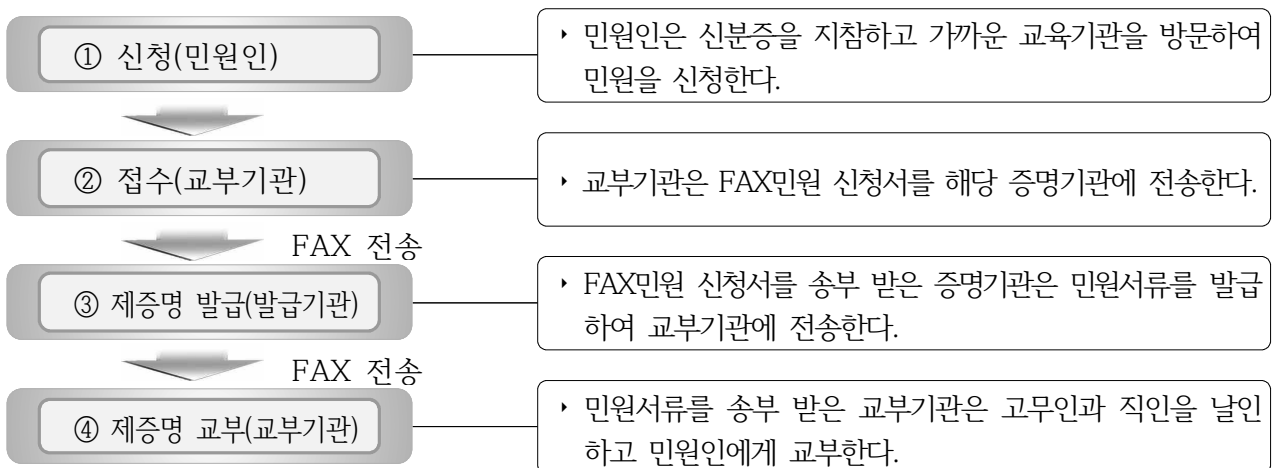 ① 신청(민원인)
‣ 민원인은 신분증을 지참하고 가까운 교육기관을 방문하여
민원을 신청한다.
② 접수(교부기관)
‣ 교부기관은 FAX민원 신청서를 해당 증명기관에 전송한다.
FAX 전송
③ 제증명 발급(발급기관)
‣ FAX민원 신청서를 송부 받은 증명기관은 민원서류를 발급
하여 교부기관에 전송한다.
FAX 전송
④ 제증명 교부(교부기관)
‣ 민원서류를 송부 받은 교부기관은 고무인과 직인을 날인
하고 민원인에게 교부한다.